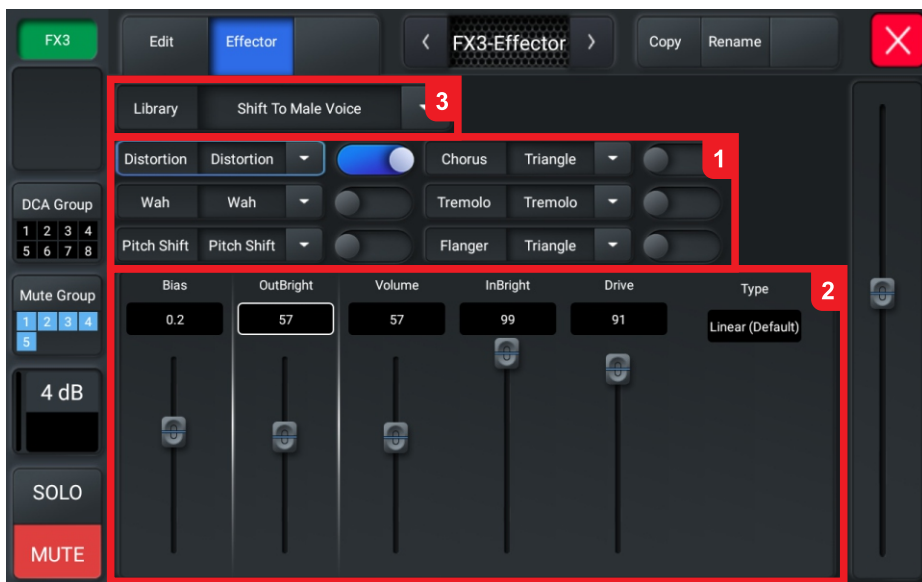 FX3
Edit
Effector
FX3-Effector
Copy
Rename
Library
Shift To Male Voice
3
Distortion
Distortion
Chorus
Triangle
1
Wah
Wah
Tremolo
Tremolo
Pitch Shift
Pitch Shift
Flanger
Triangle
DCA Group
1 2 3 4
5 6 7 8
Mute Group
1 2 3 4
5
4 dB
SOLO
MUTE
Bias
OutBright
Volume
InBright
Drive
Type
2
0.2
57
57
99
91
Linear (Default)